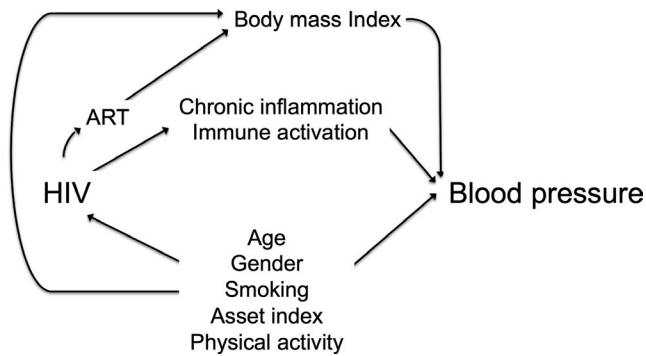 Body mass Index
ART
Chronic inflammation
Immune activation
HIV
Blood pressure
Age
Gender
Smoking
Asset index
Physical activity